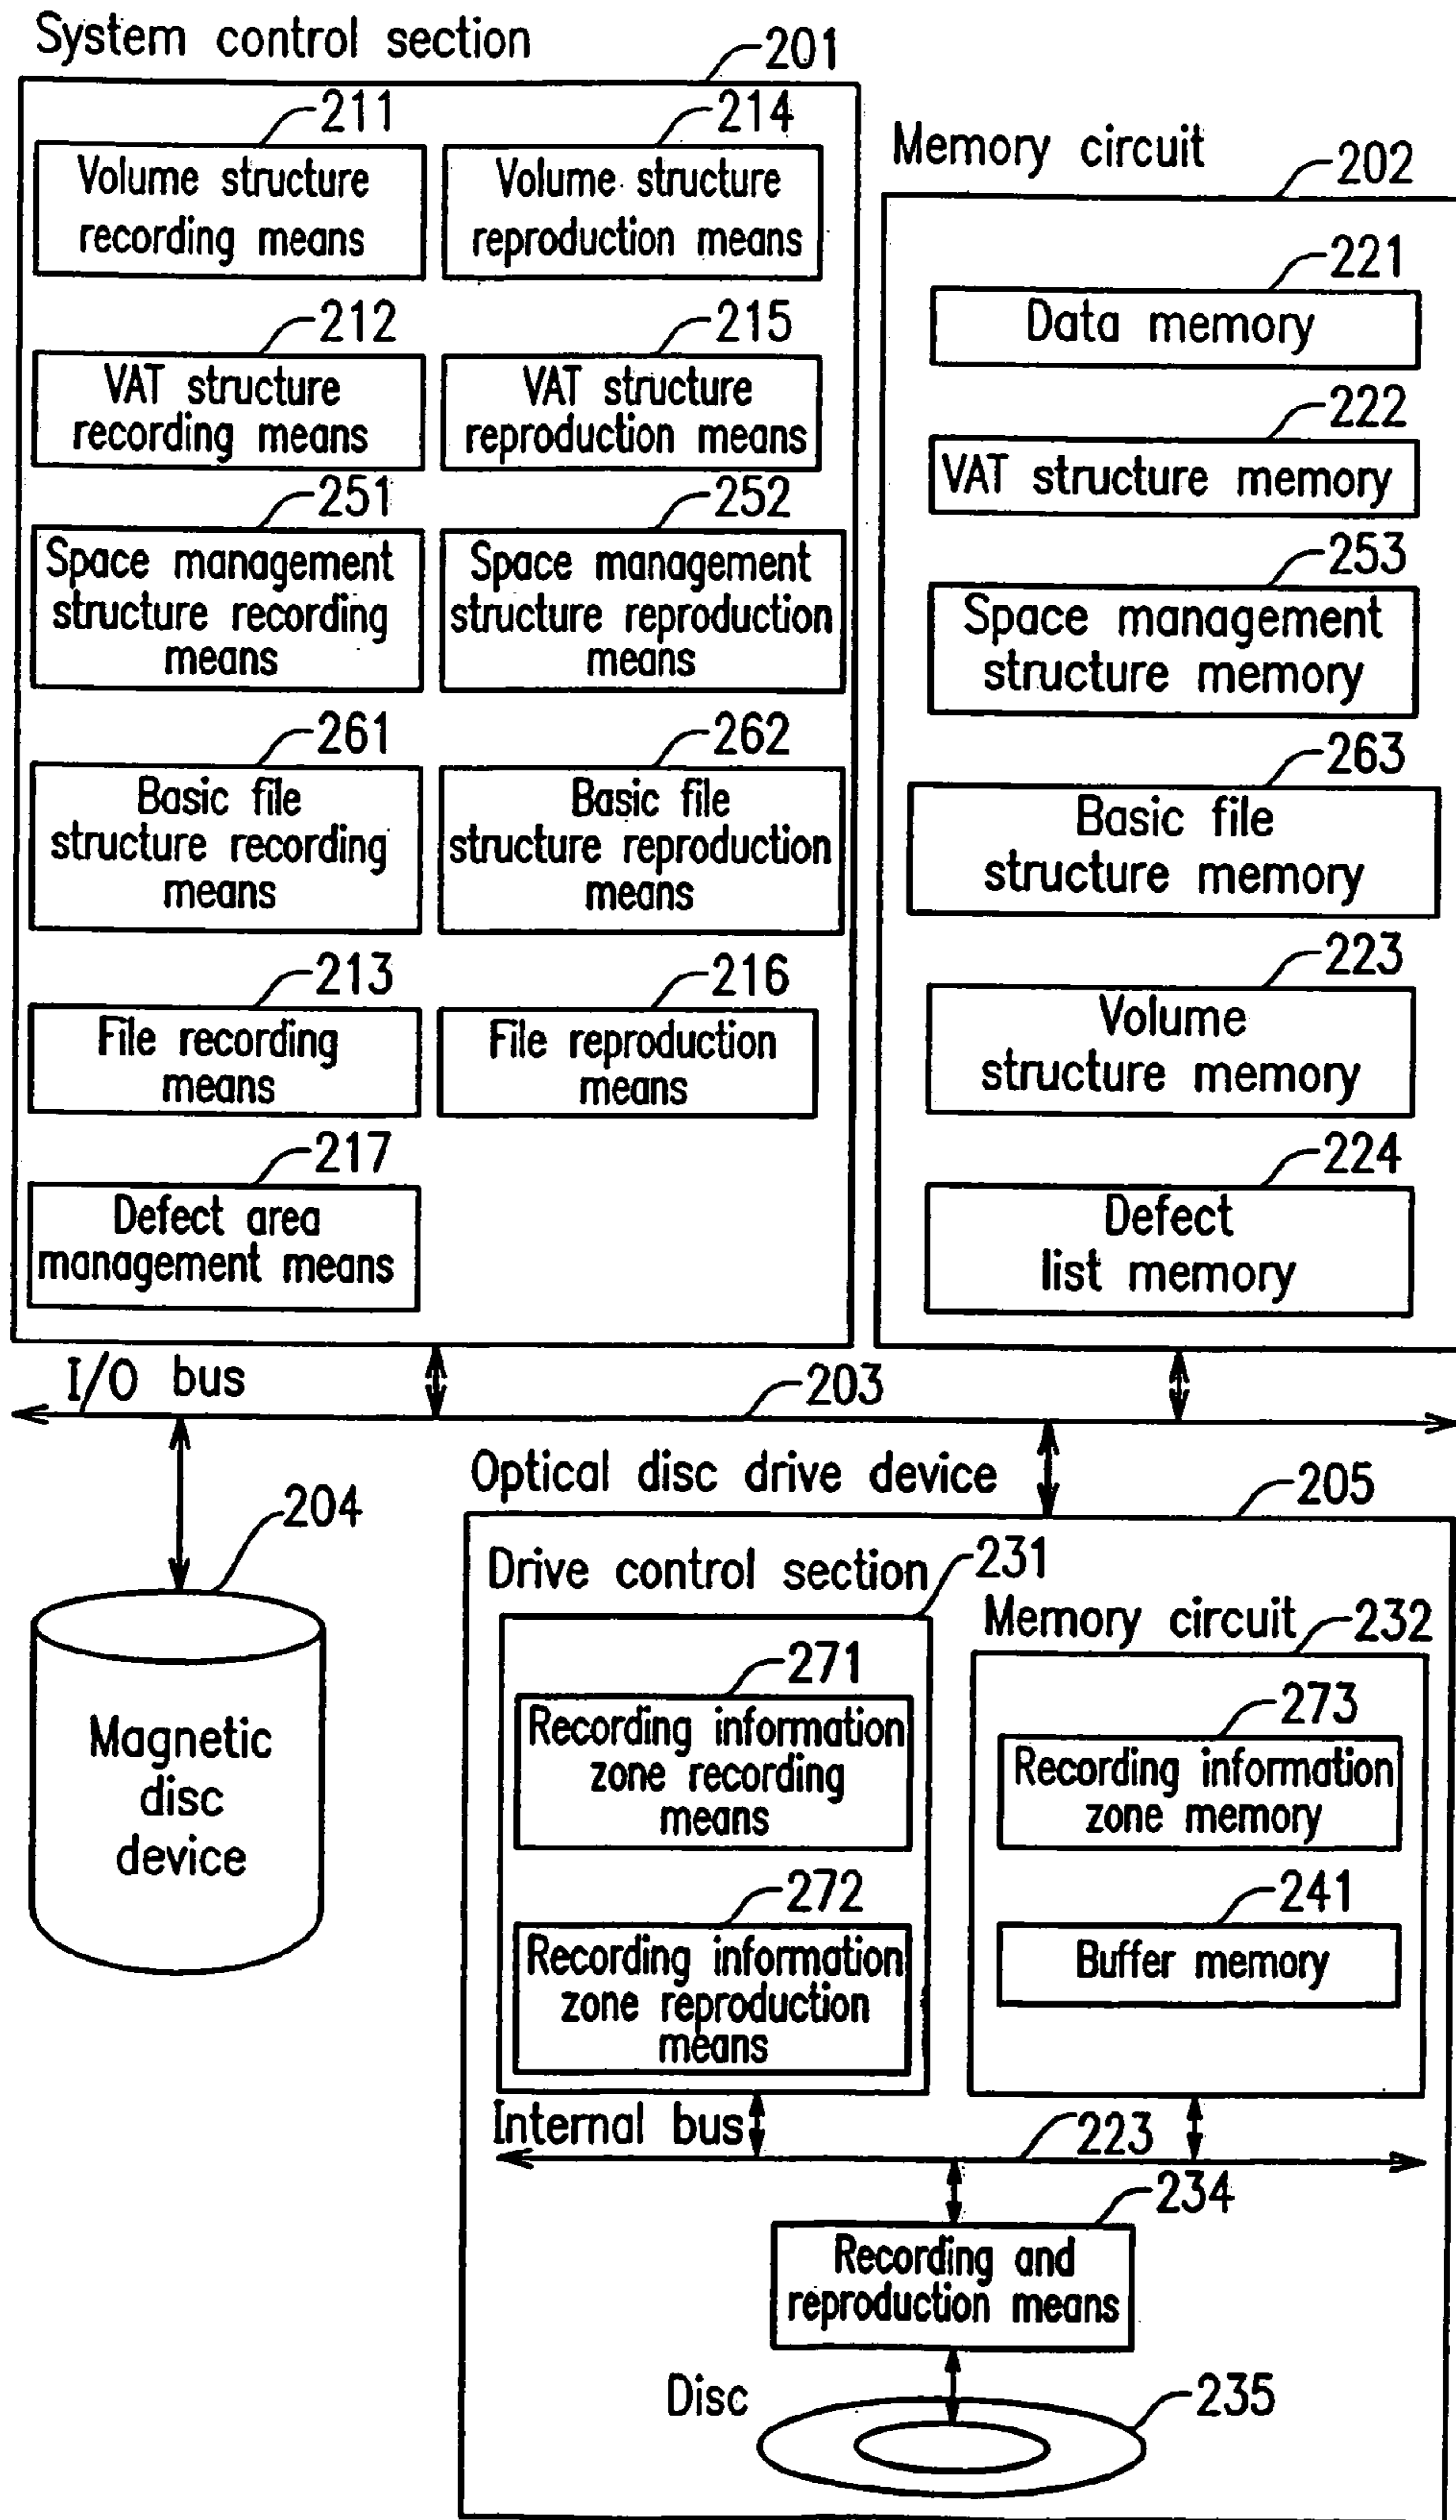 System control section
201
211
214
Volume structure
recording means
Volume structure
reproduction means
212
215
VAT structure
recording means
VAT structure
reproduction means
251
252
Space management
structure recording
means
Space management
structure reproduction
means
261
262
Basic file
structure recording
means
Basic file
structure reproduction
means
213
216
File recording
means
File reproduction
means
217
Defect area
management means
Memory circuit
202
221
Data memory
222
VAT structure memory
253
Space management
structure memory
263
Basic file
structure memory
223
Volume
structure memory
224
Defect
list memory
I/O bus
203
204
Magnetic
disc
device
Optical disc drive device
205
Drive control section
231
271
Recording information
zone recording
means
272
Recording information
zone reproduction
means
Memory circuit
232
273
Recording information
zone memory
241
Buffer memory
Internal bus
223
234
Recording and
reproduction means
Disc
235